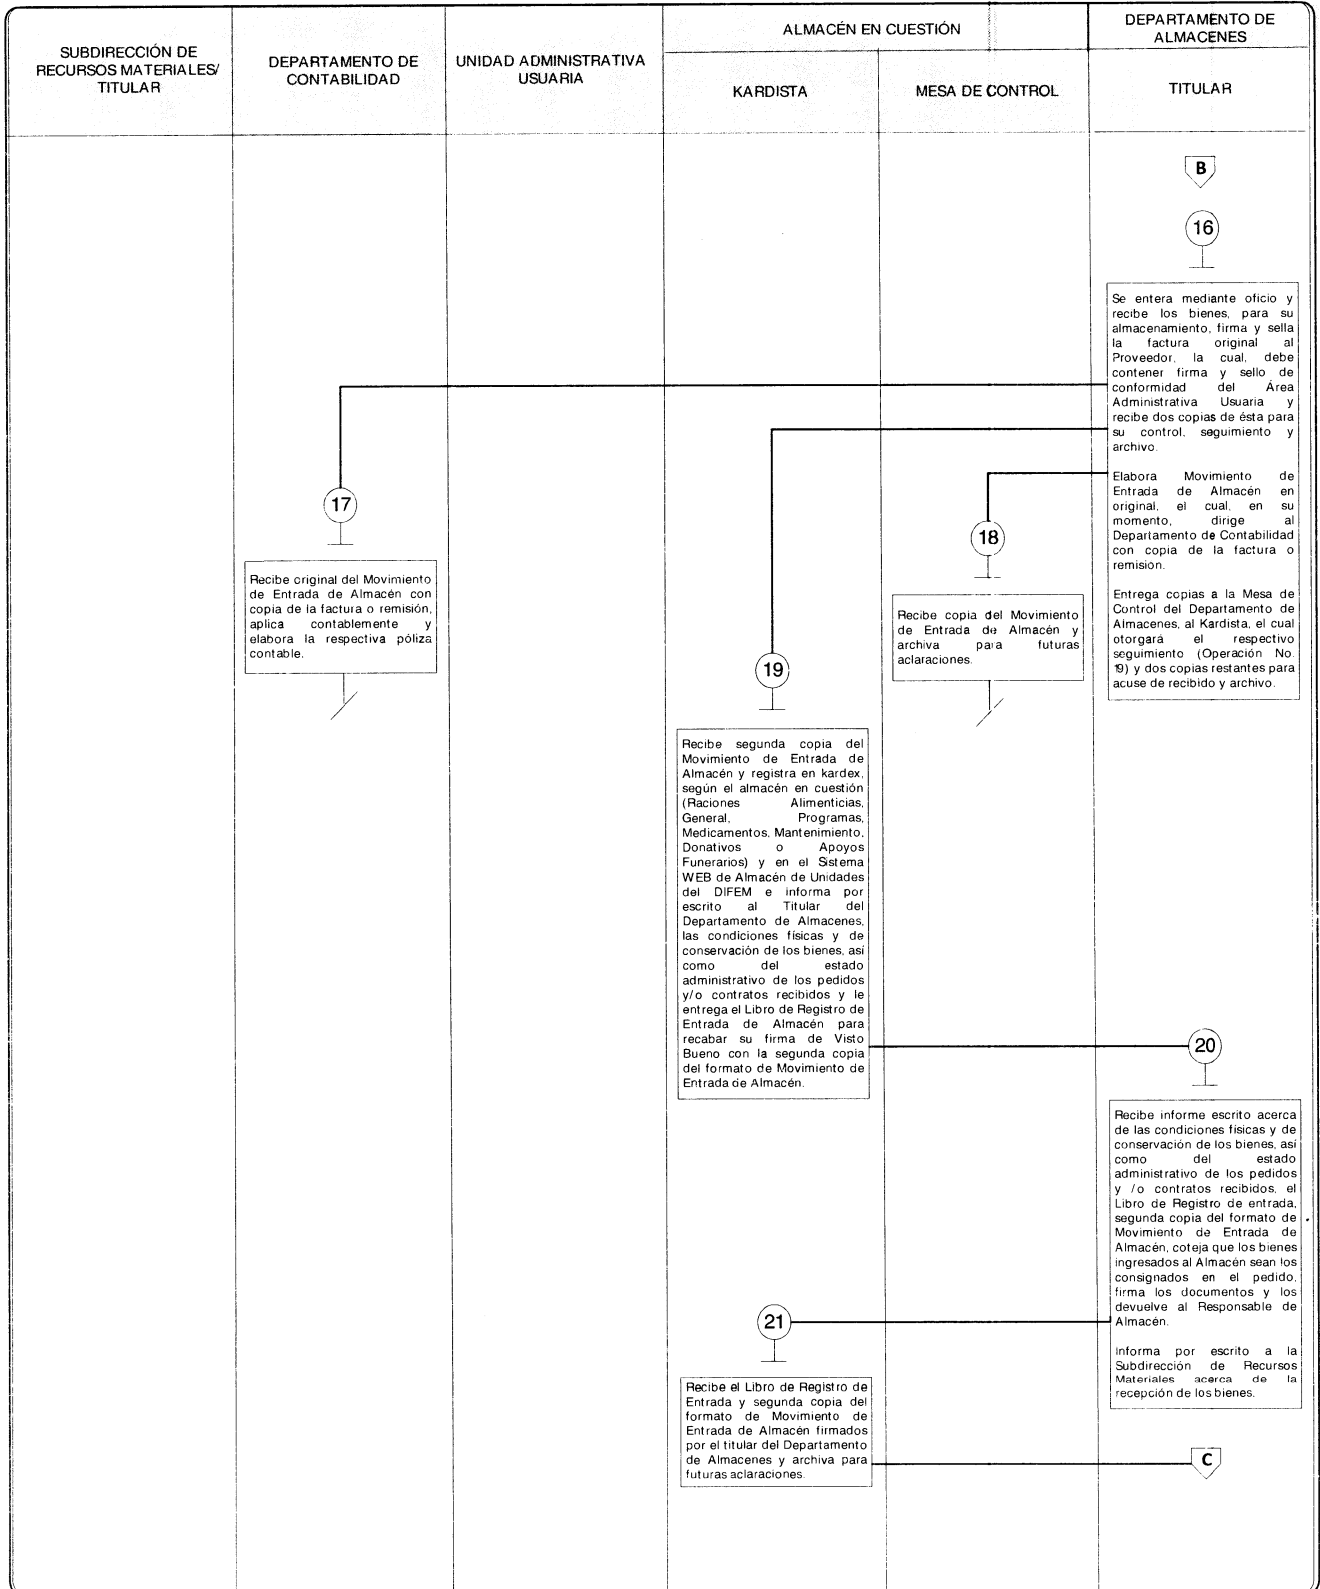 SUBDIRECCIÓN DE
RECURSOS MATERIALES/
TITULAR
DEPARTAMENTO DE
CONTABILIDAD
UNIDAD ADMINISTRATIVA
USUARIA
ALMACÉN EN CUESTIÓN
KARDISTA
MESA DE CONTROL
DEPARTAMENTO DE
ALMACENES
TITULAR
B
16
Se entera mediante oficio y
recibe los bienes, para su
almacenamiento, firma y sella
la factura original al
Proveedor, la cual, debe
contener firma y sello de
conformidad del Área
Administrativa Usuaria y
recibe dos copias de ésta para
su control, seguimiento y
archivo.
Elabora Movimiento de
Entrada de Almacén en
original, el cual, en su
momento, dirige al
Departamento de Contabilidad
con copia de la factura o
remisión.
Entrega copias a la Mesa de
Control del Departamento de
Almacenes, al Kardista, el cual
otorgará el respectivo
seguimiento (Operación No.
19) y dos copias restantes para
acuse de recibido y archivo.
17
Recibe original del Movimiento
de Entrada de Almacén con
copia de la factura o remisión,
aplica contablemente y
elabora la respectiva póliza
contable.
18
Recibe copia del Movimiento
de Entrada de Almacén y
archiva para futuras
aclaraciones.
19
Recibe segunda copia del
Movimiento de Entrada de
Almacén y registra en kardex,
según el almacén en cuestión
(Raciones Alimenticias,
General, Programas,
Medicamentos, Mantenimiento,
Donativos o Apoyos
Funerarios) y en el Sistema
WEB de Almacén de Unidades
del DIFEM e informa por
escrito al Titular del
Departamento de Almacenes,
las condiciones físicas y de
conservación de los bienes, así
como del estado
administrativo de los pedidos
y/o contratos recibidos y le
entrega el Libro de Registro de
Entrada de Almacén para
recabar su firma de Visto
Bueno con la segunda copia
del formato de Movimiento de
Entrada de Almacén.
20
Recibe informe escrito acerca
de las condiciones físicas y de
conservación de los bienes, así
como del estado
administrativo de los pedidos
y /o contratos recibidos, el
Libro de Registro de entrada,
segunda copia del formato de
Movimiento de Entrada de
Almacén, coteja que los bienes
ingresados al Almacén sean los
consignados en el pedido,
firma los documentos y los
devuelve al Responsable de
Almacén.
Informa por escrito a la
Subdirección de Recursos
Materiales acerca de la
recepción de los bienes.
21
Recibe el Libro de Registro de
Entrada y segunda copia del
formato de Movimiento de
Entrada de Almacén firmados
por el titular del Departamento
de Almacenes y archiva para
futuras aclaraciones.
C